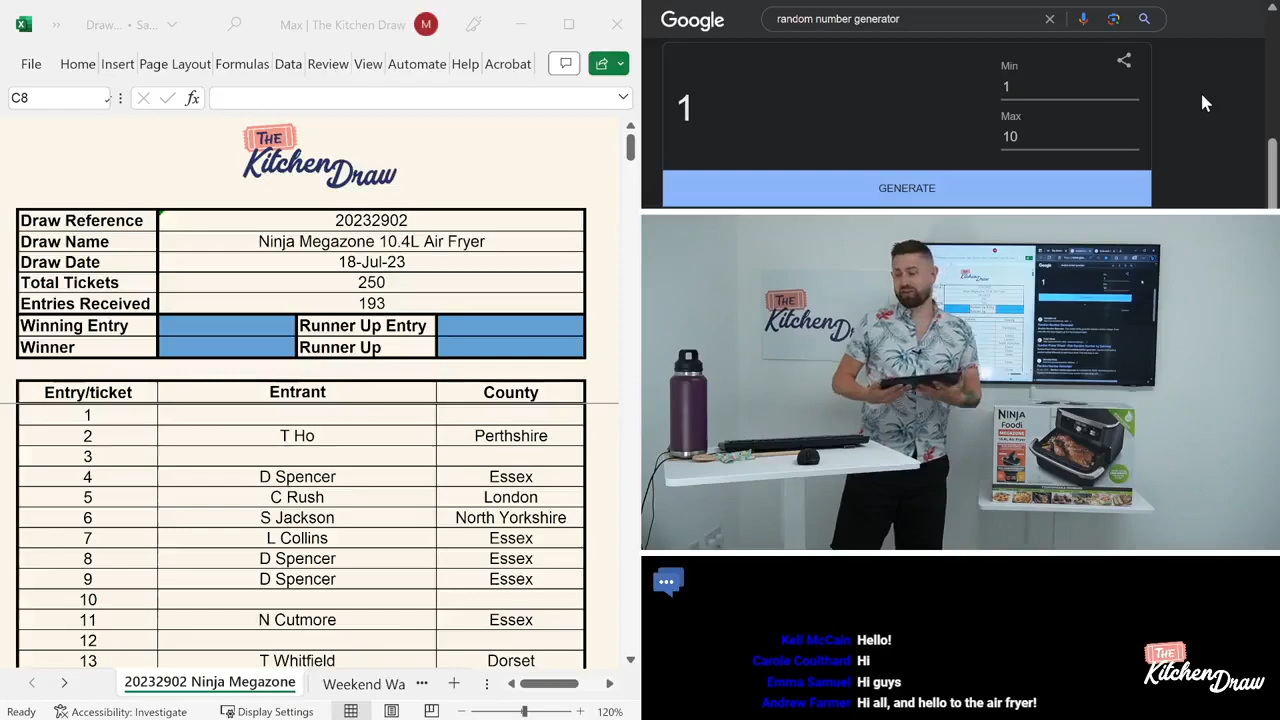 Draw... • Sa...
Max | The Kitchen Draw
M
File Home Insert Page Layout Formulas Data Review View Automate Help Acrobat
C8
fx
THE
Kitchen Draw
Draw Reference 20232902
Draw Name Ninja Megazone 10.4L Air Fryer
Draw Date 18-Jul-23
Total Tickets 250
Entries Received 193
Winning Entry Runner Up Entry
Winner Runner Up
Entry/ticket Entrant County
1
2 T Ho Perthshire
3
4 D Spencer Essex
5 C Rush London
6 S Jackson North Yorkshire
7 L Collins Essex
8 D Spencer Essex
9 D Spencer Essex
10
11 N Cutmore Essex
12
13 T Whitfield Dorset
20232902 Ninja Megazone Weekend Wa ...
Ready Accessibility: Investigate Display Settings 120%
Google random number generator
1
Min
1
Max
10
GENERATE
THE
Kitchen Draw
NINJA
Foodi
MEGAZONE
Kell McCain Hello!
Carole Coulthard Hi
Emma Samuel Hi guys
Andrew Farmer Hi all, and hello to the air fryer!
THE
Kitchen Draw